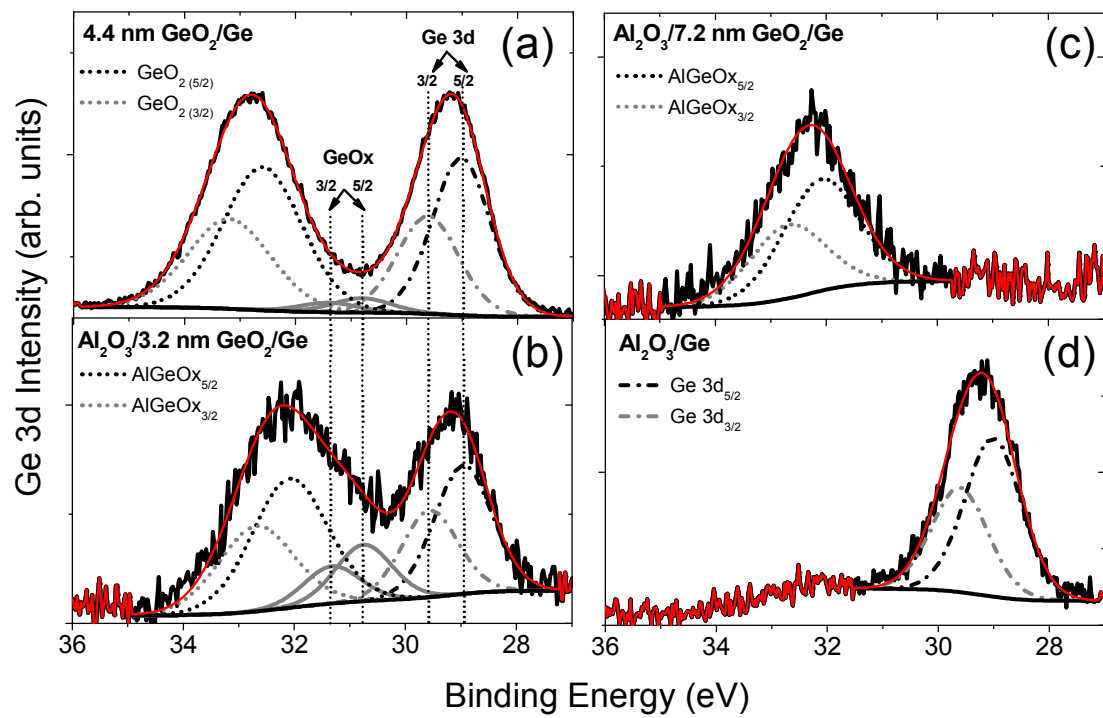 Ge 3d Intensity (arb. units)
4.4 nm GeO₂/Ge
(a)
GeO₂ (5/2)
GeO₂ (3/2)
Ge 3d
3/2 5/2
GeOx
3/2 5/2
Al₂O₃/3.2 nm GeO₂/Ge
(b)
AlGeOx₅/₂
AlGeOx₃/₂
36 34 32 30 28
Al₂O₃/7.2 nm GeO₂/Ge
(c)
AlGeOx₅/₂
AlGeOx₃/₂
Al₂O₃/Ge
(d)
Ge 3d₅/₂
Ge 3d₃/₂
36 34 32 30 28
Binding Energy (eV)